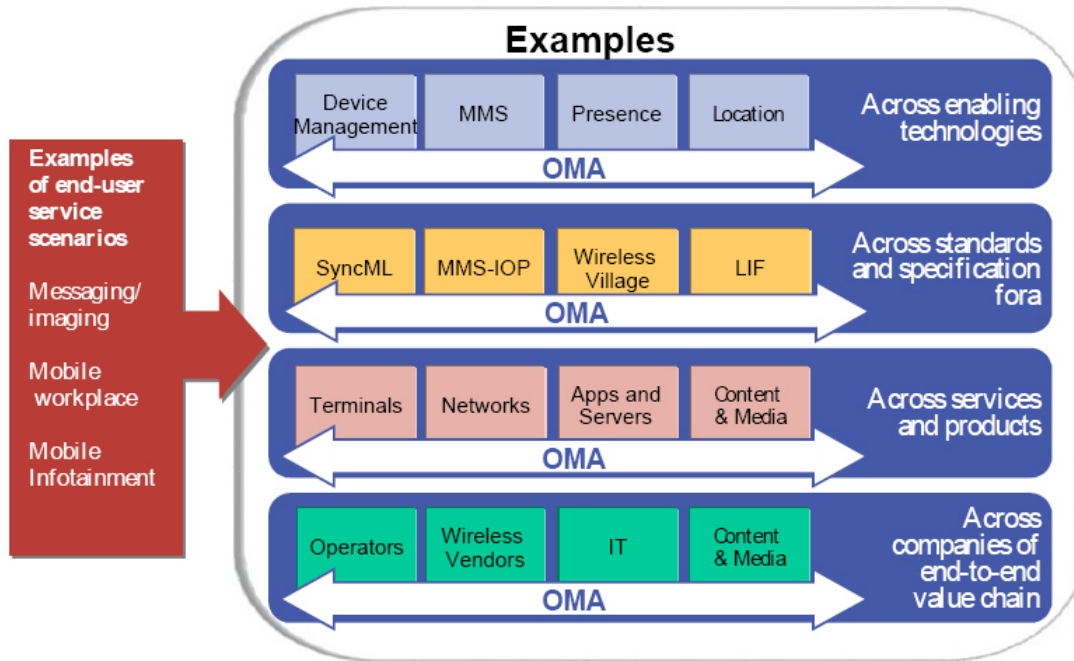 Examples
Examples
of end-user
service
scenarios
Messaging/
imaging
Mobile
workplace
Mobile
Infotainment
Device
Management
MMS
Presence
Location
OMA
Across enabling
technologies
SyncML
MMS-IOP
Wireless
Village
LIF
OMA
Across standards
and specification
fora
Terminals
Networks
Apps and
Servers
Content
& Media
OMA
Across services
and products
Operators
Wireless
Vendors
IT
Content
& Media
OMA
Across
companies of
end-to-end
value chain